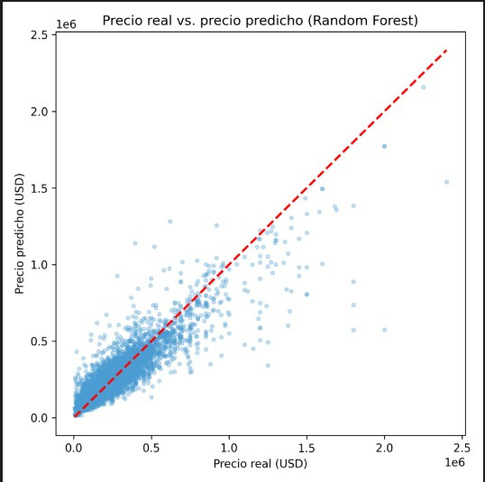 Precio real vs. precio predicho (Random Forest)
1e6
2.5
2.0
1.5
1.0
0.5
0.0
Precio predicho (USD)
0.0 0.5 1.0 1.5 2.0 2.5
Precio real (USD)
1e6